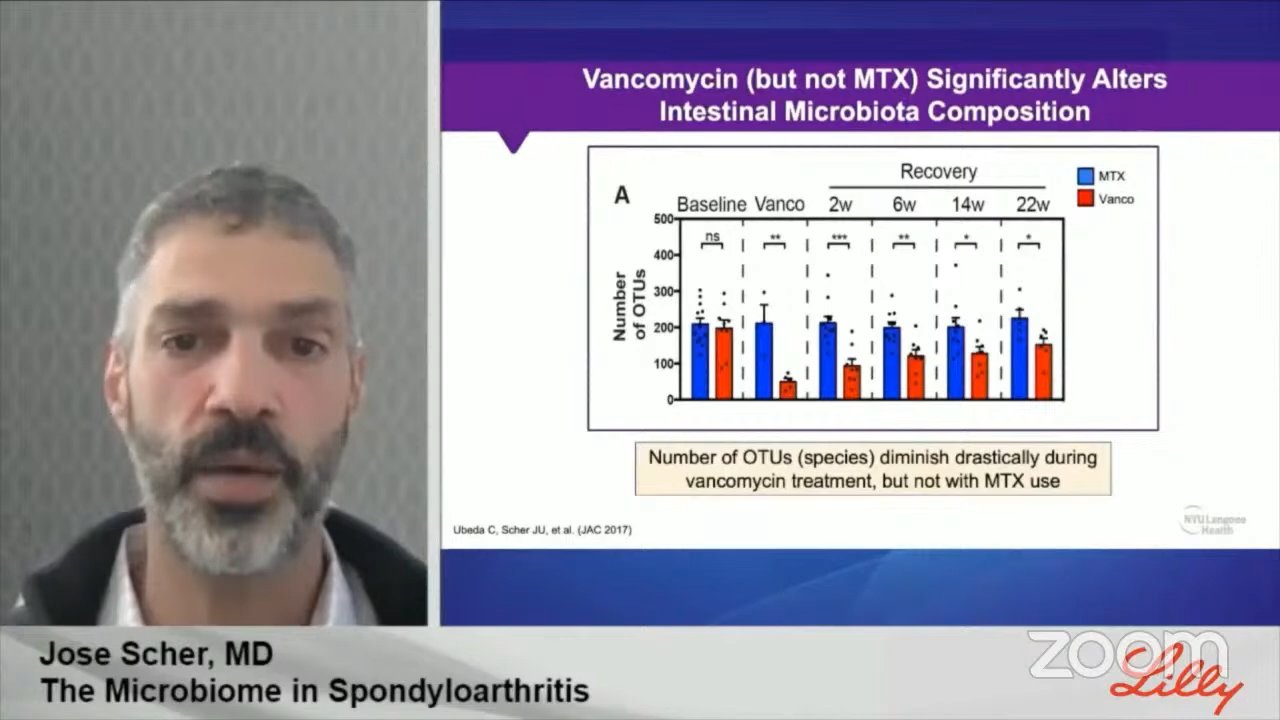 Vancomycin (but not MTX) Significantly Alters
Intestinal Microbiota Composition
A
Recovery
Baseline Vanco 2w 6w 14w 22w
MTX
Vanco
ns ** *** ** * *
Number
of OTUs
500
400
300
200
100
0
Number of OTUs (species) diminish drastically during
vancomycin treatment, but not with MTX use
Ubeda C, Scher JU, et al. (JAC 2017)
NYU Langone
Health
Jose Scher, MD
The Microbiome in Spondyloarthritis
zoom
Lilly